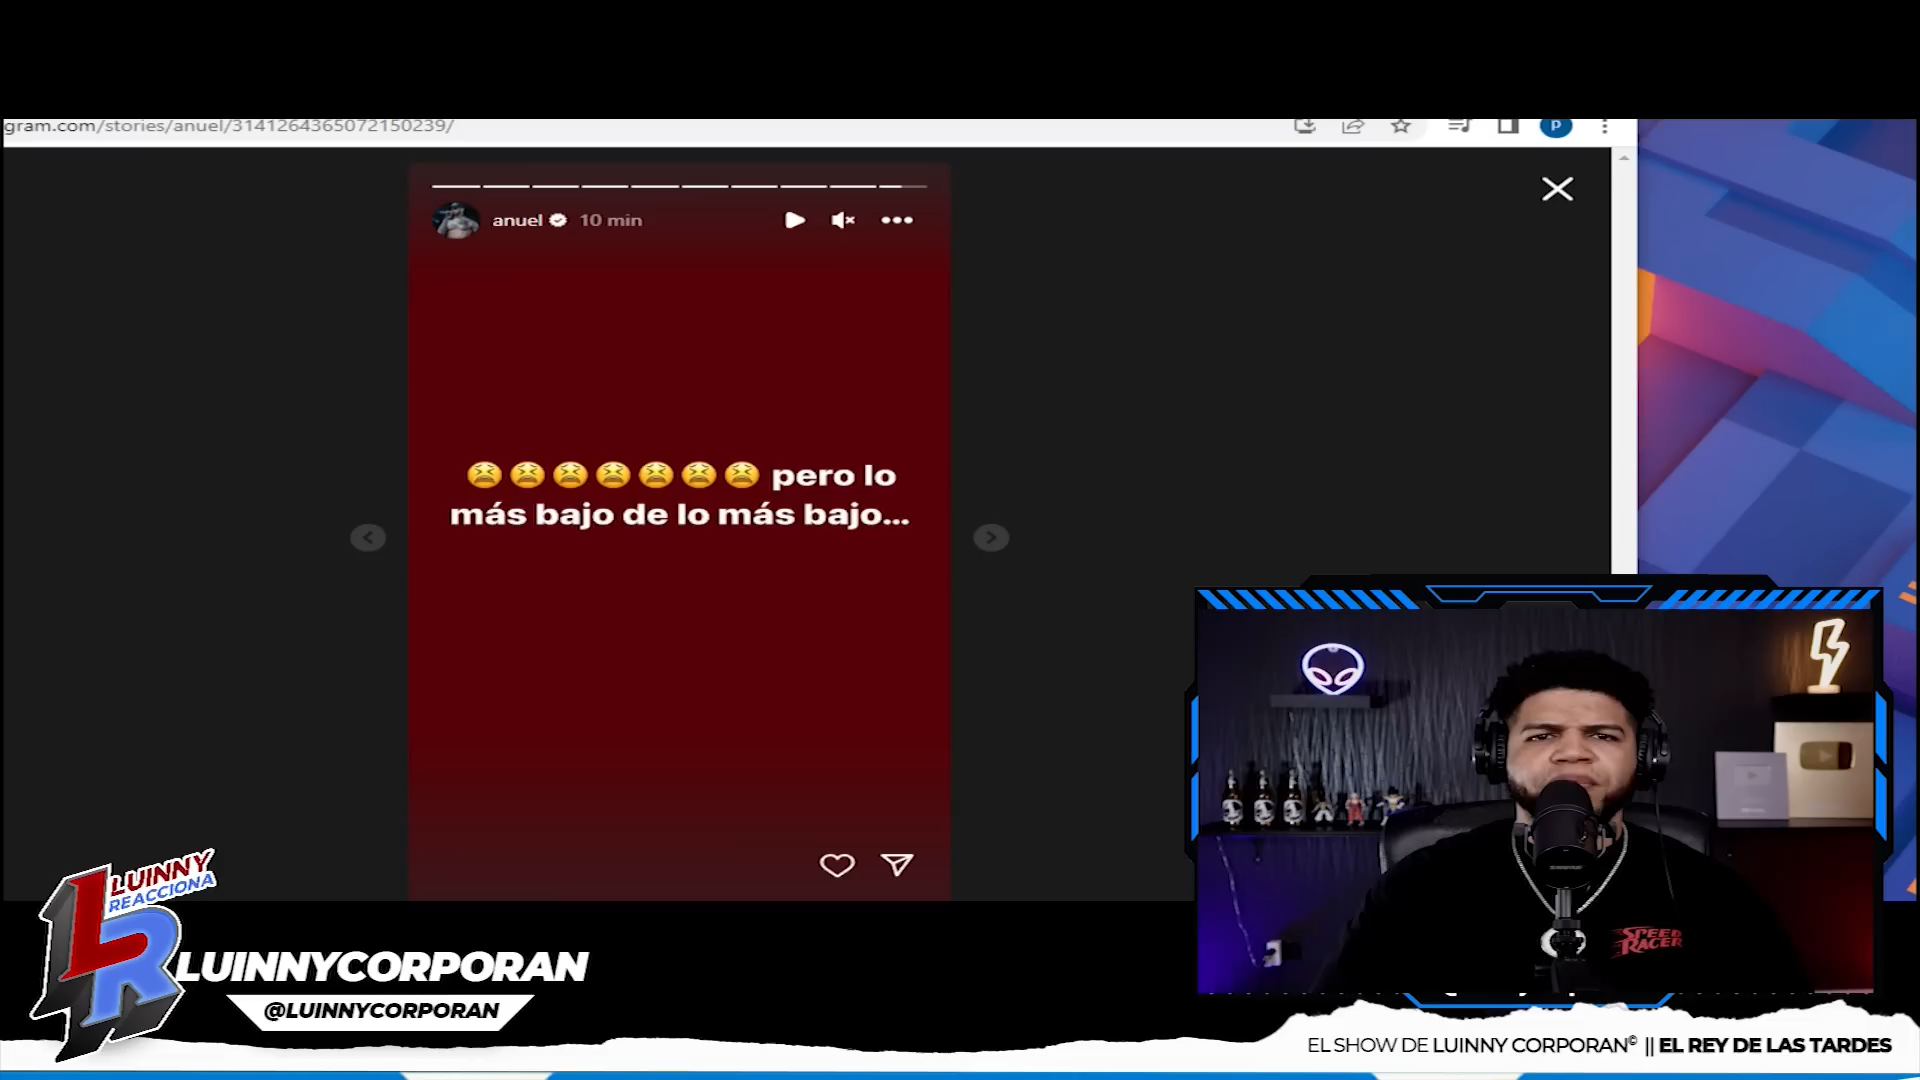 gram.com/stories/anuel/3141264365072150239/
P
anuel 10 min
😫😫😫😫😫😫😫 pero lo
más bajo de lo más bajo...
SPEED
RACER
LUINNY
REACCIONA
LR
LUINNYCORPORAN
@LUINNYCORPORAN
EL SHOW DE LUINNY CORPORAN© || EL REY DE LAS TARDES